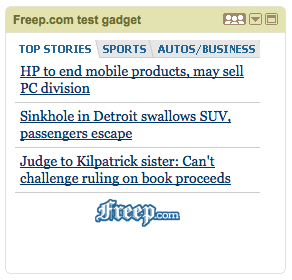 Freep.com test gadget
TOP STORIES SPORTS AUTOS/BUSINESS
HP to end mobile products, may sell
PC division
Sinkhole in Detroit swallows SUV,
passengers escape
Judge to Kilpatrick sister: Can't
challenge ruling on book proceeds
Freep.com